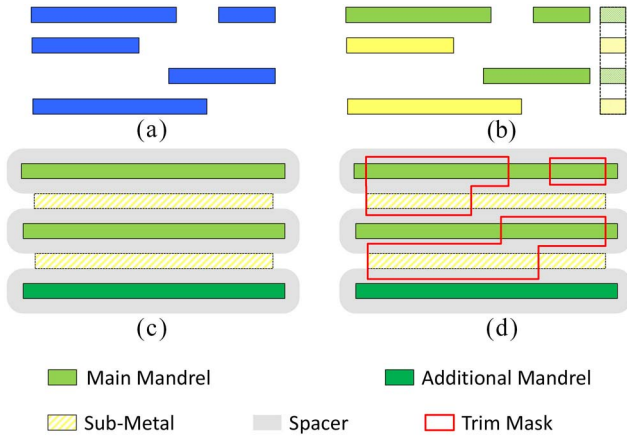 (a)
(b)
(c)
(d)
Main Mandrel
Additional Mandrel
Sub-Metal
Spacer
Trim Mask